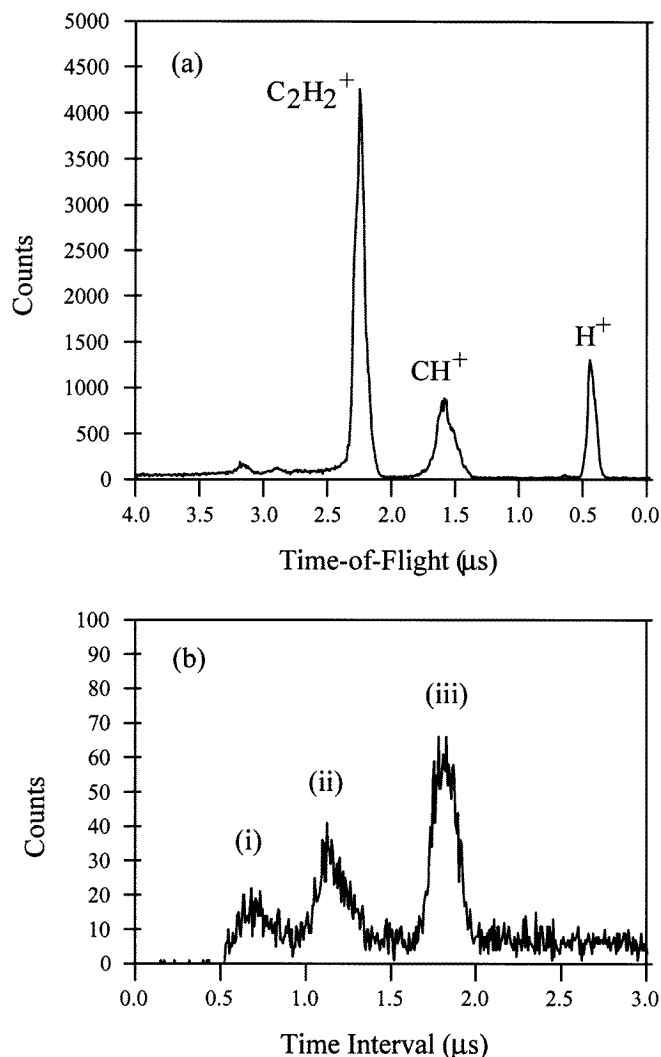 5000
(a)
C₂H₂⁺
4500
4000
3500
3000
2500
2000
1500
1000
500
0
Counts
CH⁺
H⁺
4.0 3.5 3.0 2.5 2.0 1.5 1.0 0.5 0.0
Time-of-Flight (μs)
100
90
80
70
60
50
40
30
20
10
0
Counts
(b)
(i)
(ii)
(iii)
0.0 0.5 1.0 1.5 2.0 2.5 3.0
Time Interval (μs)